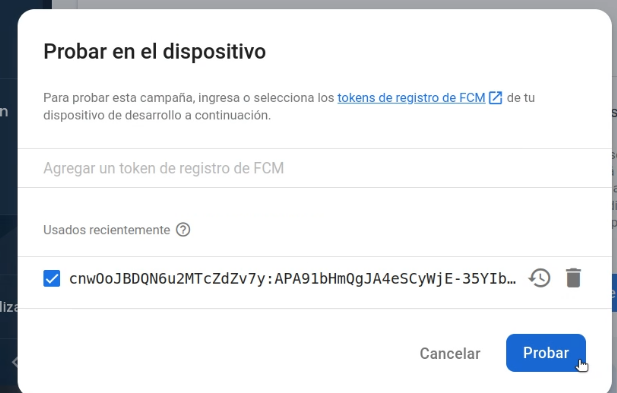 Probar en el dispositivo
Para probar esta campaña, ingresa o selecciona los tokens de registro de FCM de tu
dispositivo de desarrollo a continuación.
Agregar un token de registro de FCM
Usados recientemente
cnwOoJBDQN6u2MTcZdZv7y:APA91bHmQgJA4eSCyWjE-35YIb…
Cancelar
Probar